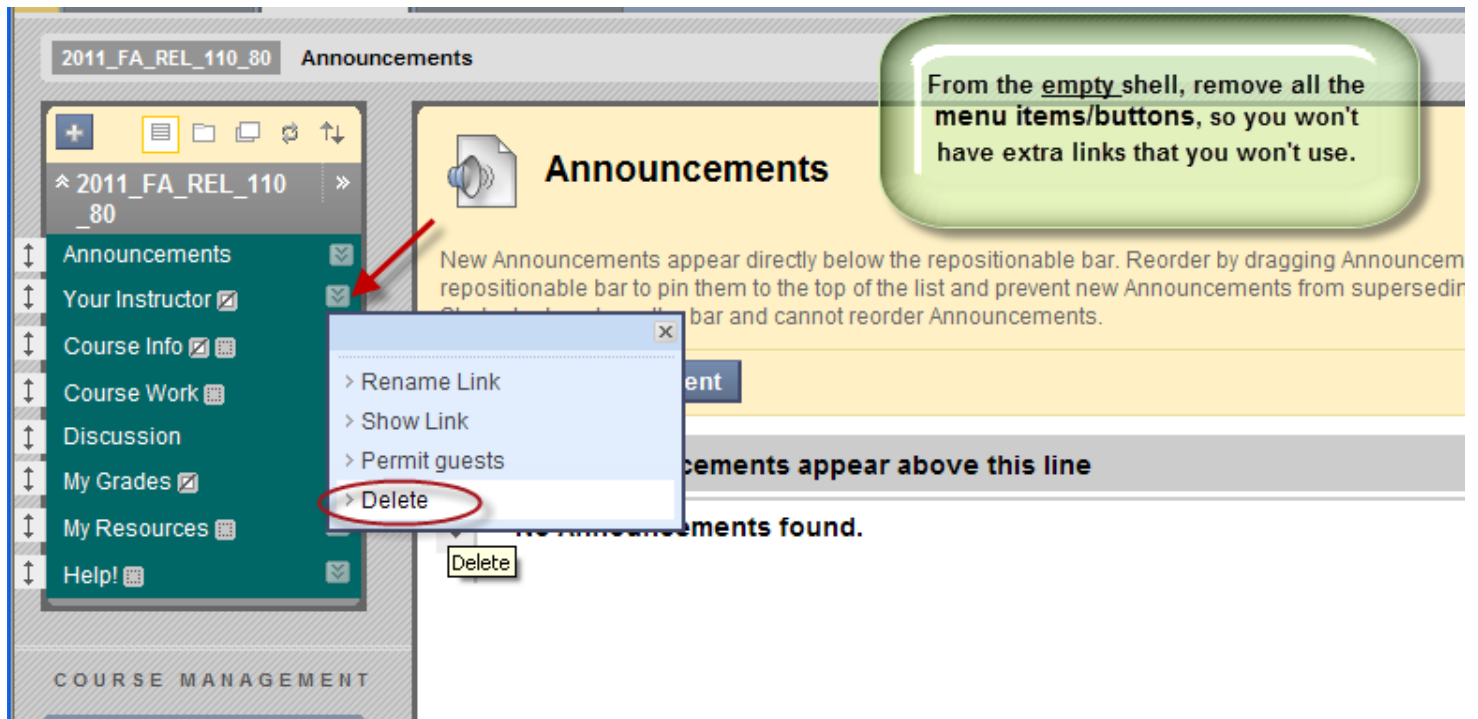 2011_FA_REL_110_80 Announcements
From the empty shell, remove all the
menu items/buttons, so you won't
have extra links that you won't use.
2011_FA_REL_110
_80
Announcements
Your Instructor
Course Info
Course Work
Discussion
My Grades
My Resources
Help!
COURSE MANAGEMENT
Announcements
New Announcements appear directly below the repositionable bar. Reorder by dragging Announcem
repositionable bar to pin them to the top of the list and prevent new Announcements from supersedin
bar and cannot reorder Announcements.
ent
Rename Link
Show Link
Permit guests
Delete
Delete
cements appear above this line
No Announcements found.